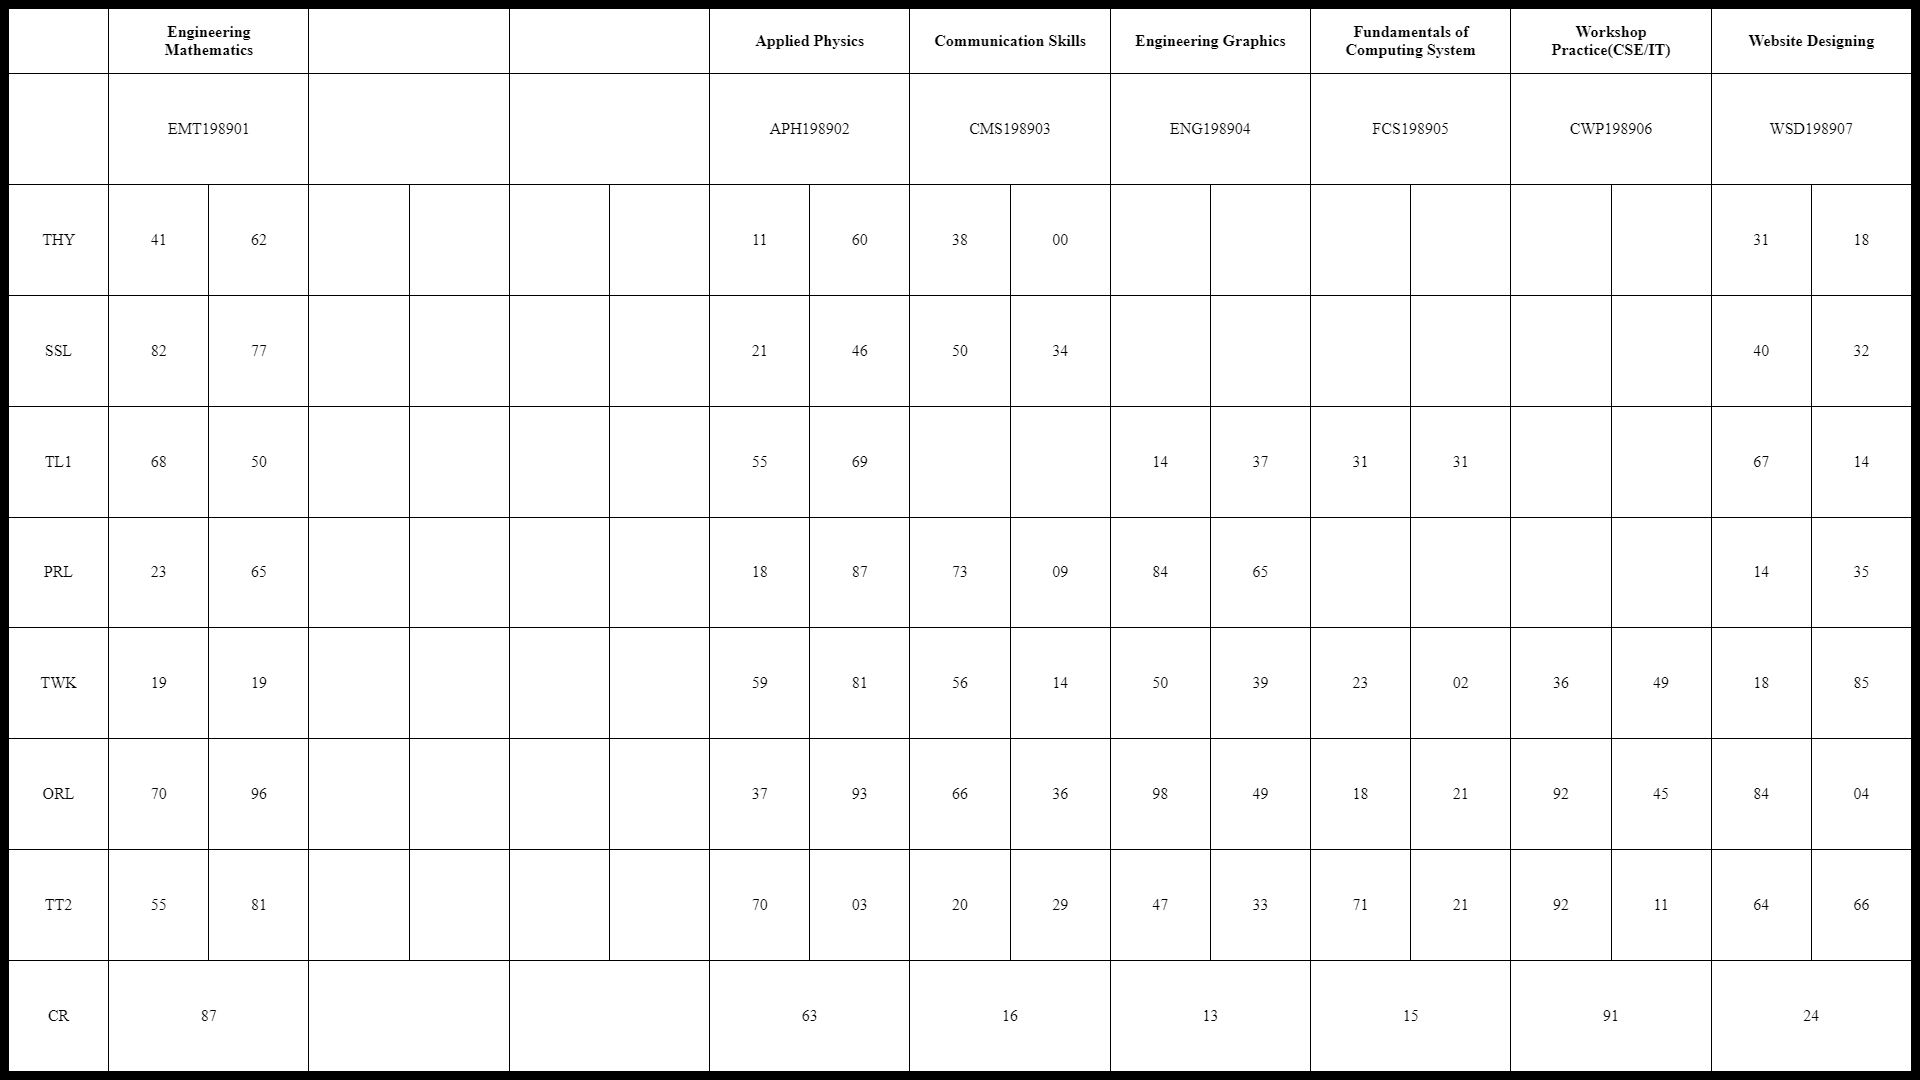 Engineering Mathematics Applied Physics Communication Skills Engineering Graphics Fundamentals of Computing System Workshop Practice(CSE/IT) Website Designing
EMT198901 APH198902 CMS198903 ENG198904 FCS198905 CWP198906 WSD198907
THY 41 62 11 60 38 00 31 18
SSL 82 77 21 46 50 34 40 32
TL1 68 50 55 69 14 37 31 31 67 14
PRL 23 65 18 87 73 09 84 65 14 35
TWK 19 19 59 81 56 14 50 39 23 02 36 49 18 85
ORL 70 96 37 93 66 36 98 49 18 21 92 45 84 04
TT2 55 81 70 03 20 29 47 33 71 21 92 11 64 66
CR 87 63 16 13 15 91 24